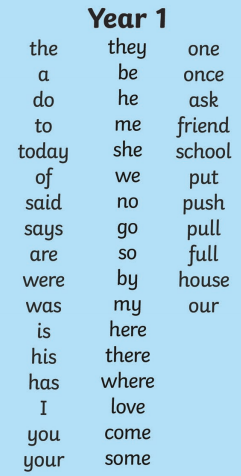 Year 1
the they one
a be once
do he ask
to me friend
today she school
of we put
said no push
says go pull
are so full
were by house
was my our
is here
his there
has where
I love
you come
your some